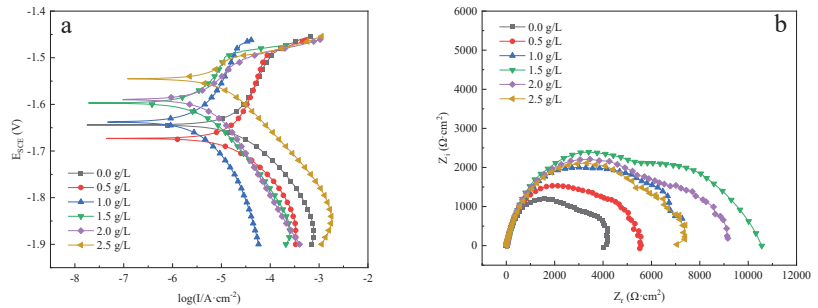 a
E_SCE (V)
-1.4
-1.5
-1.6
-1.7
-1.8
-1.9
0.0 g/L
0.5 g/L
1.0 g/L
1.5 g/L
2.0 g/L
2.5 g/L
-8 -7 -6 -5 -4 -3 -2
log(I/A·cm⁻²)
b
Z_i (Ω·cm²)
6000
5000
4000
3000
2000
1000
0
0.0 g/L
0.5 g/L
1.0 g/L
1.5 g/L
2.0 g/L
2.5 g/L
0 2000 4000 6000 8000 10000 12000
Z_r (Ω·cm²)